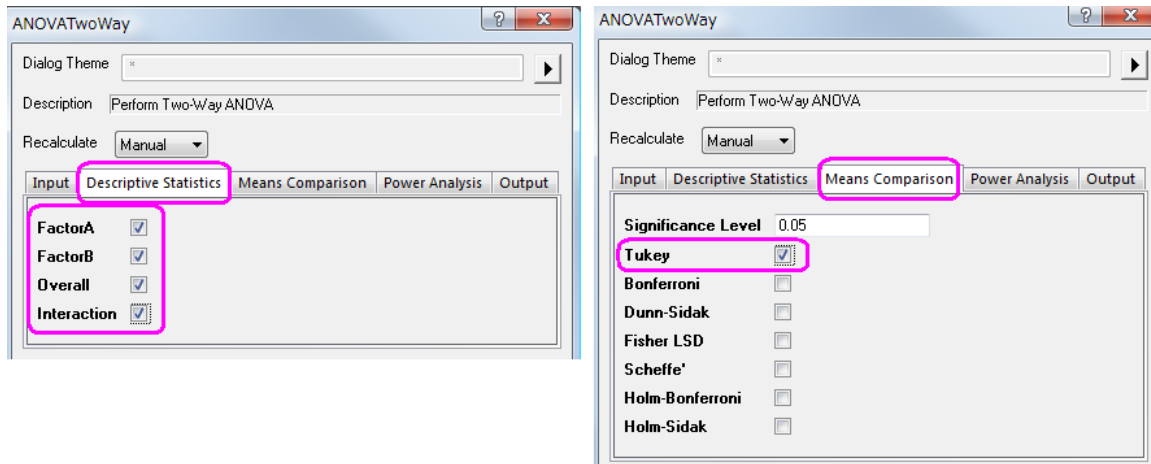 ANOVATwoWay
Dialog Theme *
Description Perform Two-Way ANOVA
Recalculate Manual
Input Descriptive Statistics Means Comparison Power Analysis Output
FactorA
FactorB
Overall
Interaction
ANOVATwoWay
Dialog Theme *
Description Perform Two-Way ANOVA
Recalculate Manual
Input Descriptive Statistics Means Comparison Power Analysis Output
Significance Level 0.05
Tukey
Bonferroni
Dunn-Sidak
Fisher LSD
Scheffe'
Holm-Bonferroni
Holm-Sidak